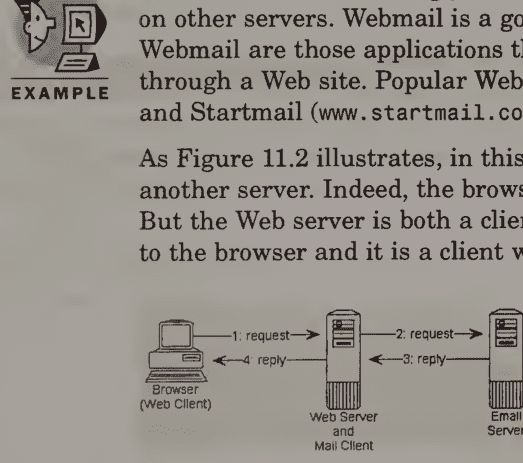 on other servers. Webmail is a go
Webmail are those applications
through a Web site. Popular Web
and Startmail (www.startmail.co
EXAMPLE
As Figure 11.2 illustrates, in this
another server. Indeed, the brows
But the Web server is both a clien
to the browser and it is a client w
1: request
4: reply
2: request
3: reply
Browser
(Web Client)
Web Server
and
Mail Client
Email
Server